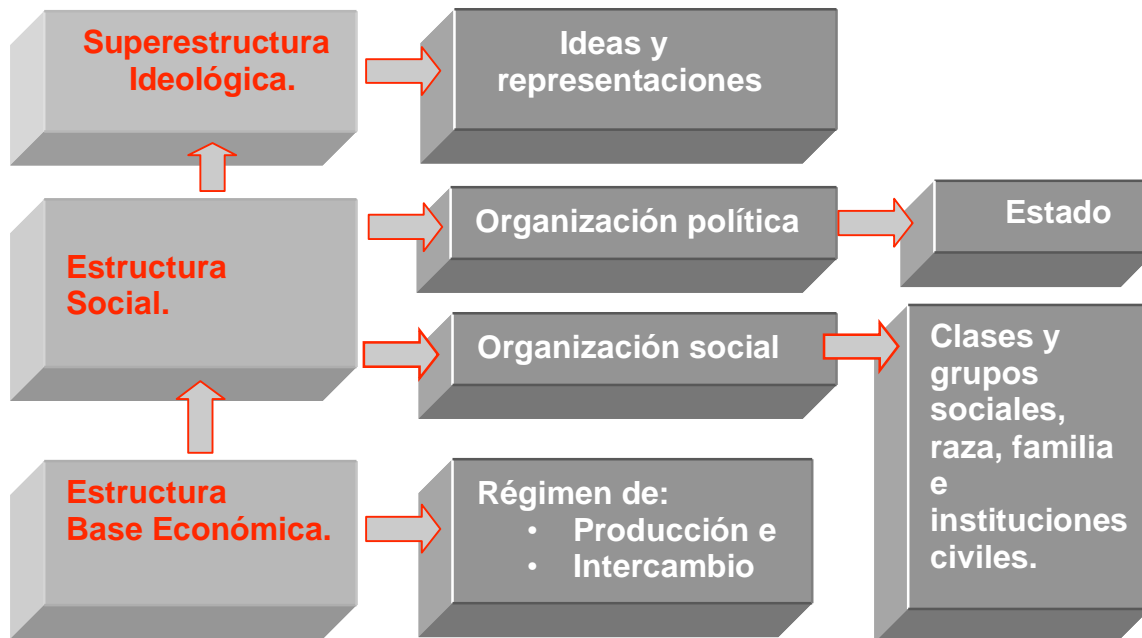 Superestructura
Ideológica.
Ideas y
representaciones
Estructura
Social.
Organización política
Estado
Organización social
Clases y
grupos
sociales,
raza, familia
e
instituciones
civiles.
Estructura
Base Económica.
Régimen de:
• Producción e
• Intercambio